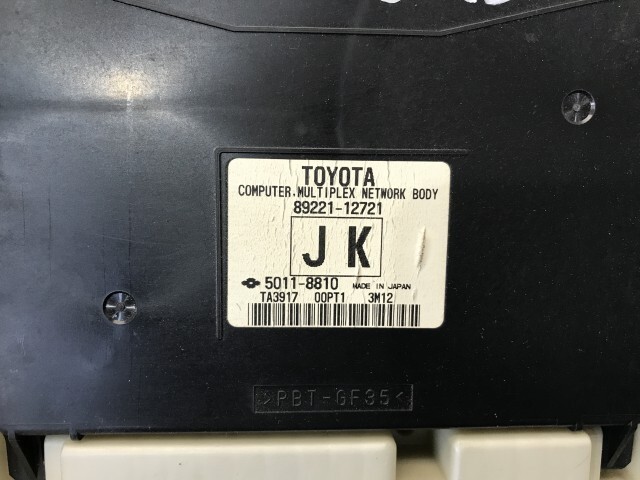 TOYOTA
COMPUTER.MULTIPLEX NETWORK BODY
89221-12721
JK
5011-8810 MADE IN JAPAN
TA3917 00PT1 3M12
>PBT-GF35<